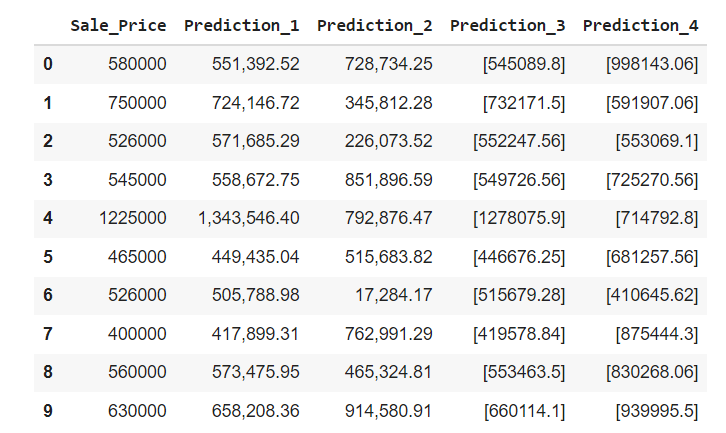 Sale_Price Prediction_1 Prediction_2 Prediction_3 Prediction_4
0 580000 551,392.52 728,734.25 [545089.8] [998143.06]
1 750000 724,146.72 345,812.28 [732171.5] [591907.06]
2 526000 571,685.29 226,073.52 [552247.56] [553069.1]
3 545000 558,672.75 851,896.59 [549726.56] [725270.56]
4 1225000 1,343,546.40 792,876.47 [1278075.9] [714792.8]
5 465000 449,435.04 515,683.82 [446676.25] [681257.56]
6 526000 505,788.98 17,284.17 [515679.28] [410645.62]
7 400000 417,899.31 762,991.29 [419578.84] [875444.3]
8 560000 573,475.95 465,324.81 [553463.5] [830268.06]
9 630000 658,208.36 914,580.91 [660114.1] [939995.5]